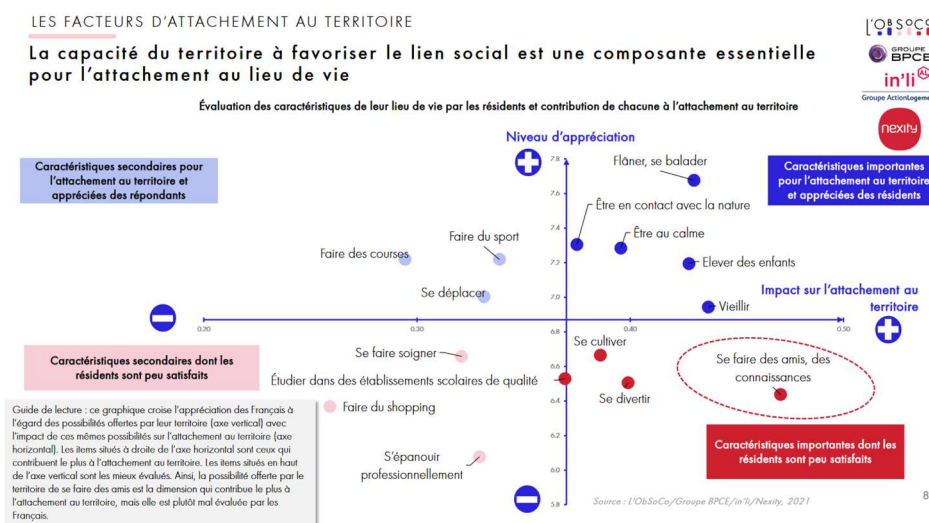 LES FACTEURS D'ATTACHEMENT AU TERRITOIRE
La capacité du territoire à favoriser le lien social est une composante essentielle
pour l'attachement au lieu de vie
L'OBSOCO
GROUPE
BPCE
in'li
AL
Groupe ActionLogement
nexity
Évaluation des caractéristiques de leur lieu de vie par les résidents et contribution de chacune à l'attachement au territoire
Niveau d'appréciation
Caractéristiques secondaires pour
l'attachement au territoire et
appréciées des répondants
Caractéristiques importantes
pour l'attachement au territoire
et appréciées des résidents
7.8
7.6
7.4
7.2
7.0
6.8
6.6
6.4
6.2
6.0
5.8
Flâner, se balader
Être en contact avec la nature
Être au calme
Faire du sport
Faire des courses
Elever des enfants
Se déplacer
Vieillir
Impact sur l'attachement au
territoire
0.20
0.30
0.40
0.50
Caractéristiques secondaires dont les
résidents sont peu satisfaits
Se faire soigner
Se cultiver
Étudier dans des établissements scolaires de qualité
Se divertir
Se faire des amis, des
connaissances
Faire du shopping
S'épanouir
professionnellement
Caractéristiques importantes dont les
résidents sont peu satisfaits
Guide de lecture : ce graphique croise l'appréciation des Français à
l'égard des possibilités offertes par leur territoire (axe vertical) avec
l'impact de ces mêmes possibilités sur l'attachement au territoire (axe
horizontal). Les items situés à droite de l'axe horizontal sont ceux qui
contribuent le plus à l'attachement au territoire. Les items situés en haut
de l'axe vertical sont les mieux évalués. Ainsi, la possibilité offerte par le
territoire de se faire des amis est la dimension qui contribue le plus à
l'attachement au territoire, mais elle est plutôt mal évaluée par les
Français.
Source : L'ObSoCo/Groupe BPCE/in'li/Nexity, 2021
8